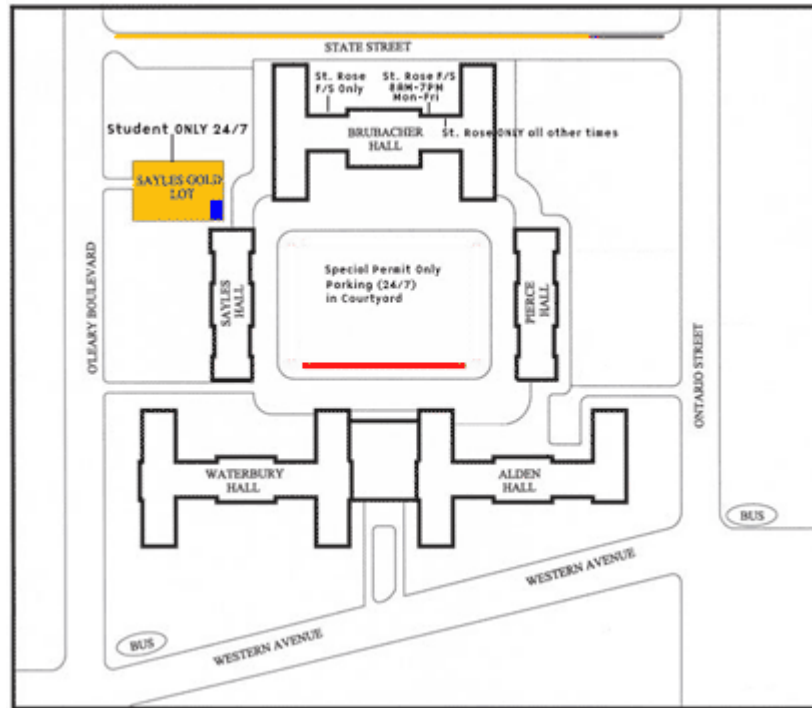 STATE STREET
St. Rose
F/S Only
St. Rose F/S
8AM-7PM
Mon-Fri
St. Rose ONLY all other times
BRUBACHER
HALL
Student ONLY 24/7
SAYLES GOLD
LOT
O'LEARY BOULEVARD
SAYLES
HALL
Special Permit Only
Parking (24/7)
in Courtyard
PIERCE
HALL
ONTARIO STREET
WATERBURY
HALL
ALDEN
HALL
BUS
WESTERN AVENUE
BUS
WESTERN AVENUE